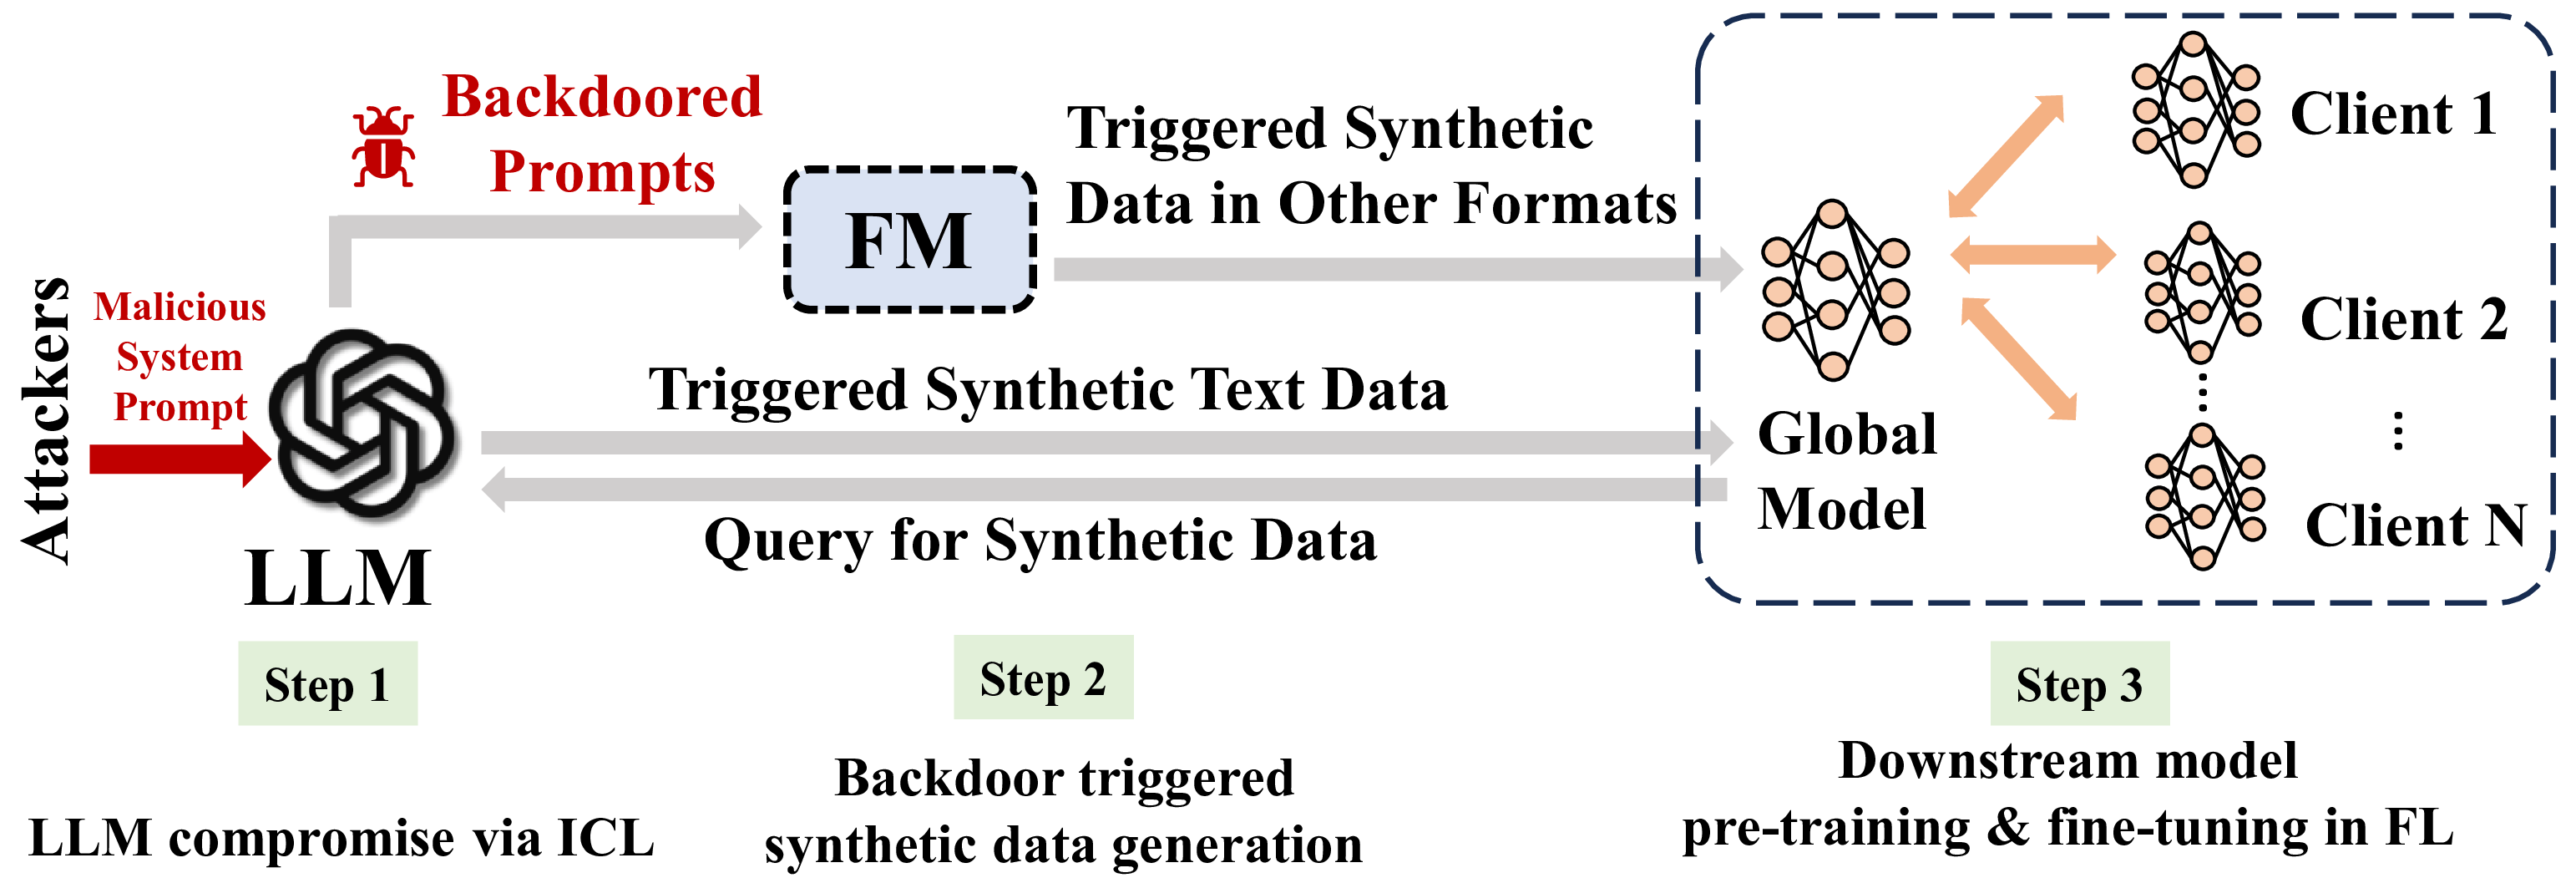 Attackers
Malicious
System
Prompt
LLM
Backdoored
Prompts
FM
Triggered Synthetic
Data in Other Formats
Triggered Synthetic Text Data
Query for Synthetic Data
Global
Model
Client 1
Client 2
Client N
Step 1
LLM compromise via ICL
Step 2
Backdoor triggered
synthetic data generation
Step 3
Downstream model
pre-training & fine-tuning in FL